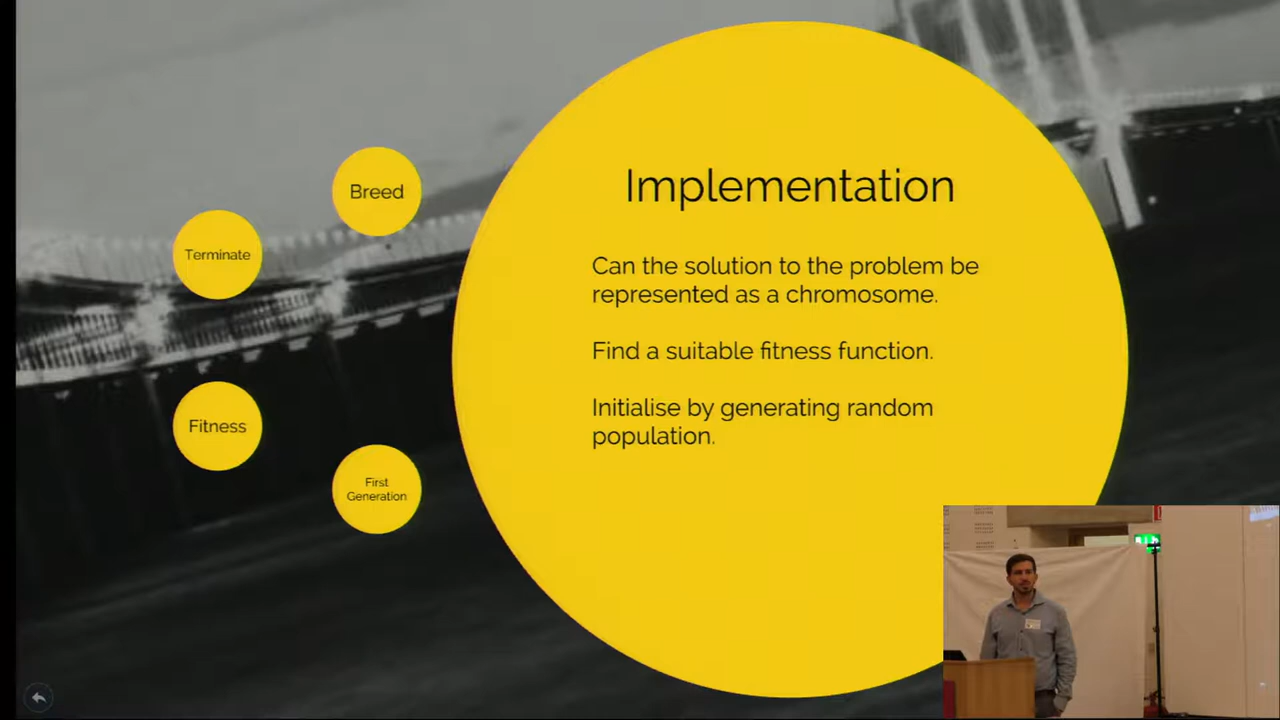 Implementation
Can the solution to the problem be
represented as a chromosome.
Find a suitable fitness function.
Initialise by generating random
population.
Breed
Terminate
Fitness
First
Generation